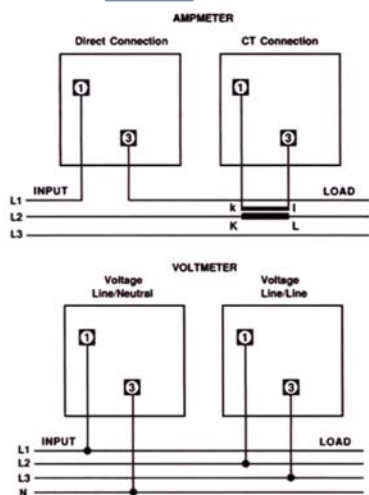 AMPMETER
Direct Connection CT Connection
1 1
3 3
L1 INPUT LOAD
k l
L2
K L
L3
VOLTMETER
Voltage Line/Neutral Voltage Line/Line
1 1
3 3
L1 INPUT LOAD
L2
L3
N